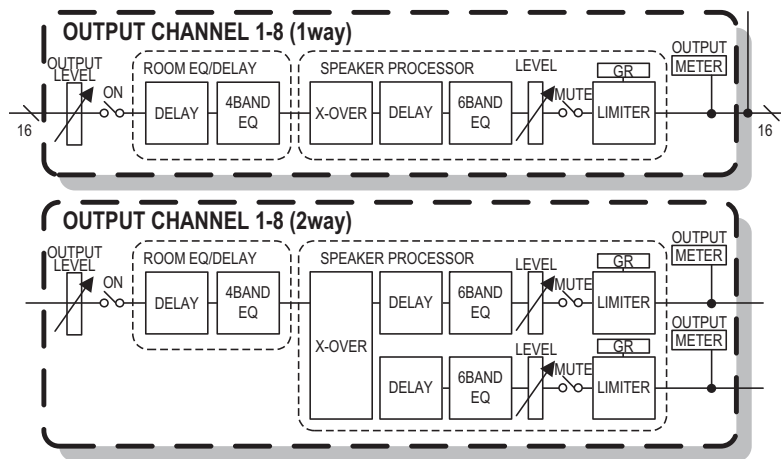 OUTPUT CHANNEL 1-8 (1way)
OUTPUT
LEVEL
ON
ROOM EQ/DELAY
DELAY
4BAND
EQ
SPEAKER PROCESSOR
X-OVER
DELAY
6BAND
EQ
LEVEL
MUTE
GR
LIMITER
OUTPUT
METER
16
16
OUTPUT CHANNEL 1-8 (2way)
OUTPUT
LEVEL
ON
ROOM EQ/DELAY
DELAY
4BAND
EQ
SPEAKER PROCESSOR
X-OVER
DELAY
6BAND
EQ
LEVEL
MUTE
GR
LIMITER
OUTPUT
METER
DELAY
6BAND
EQ
LEVEL
MUTE
GR
LIMITER
OUTPUT
METER